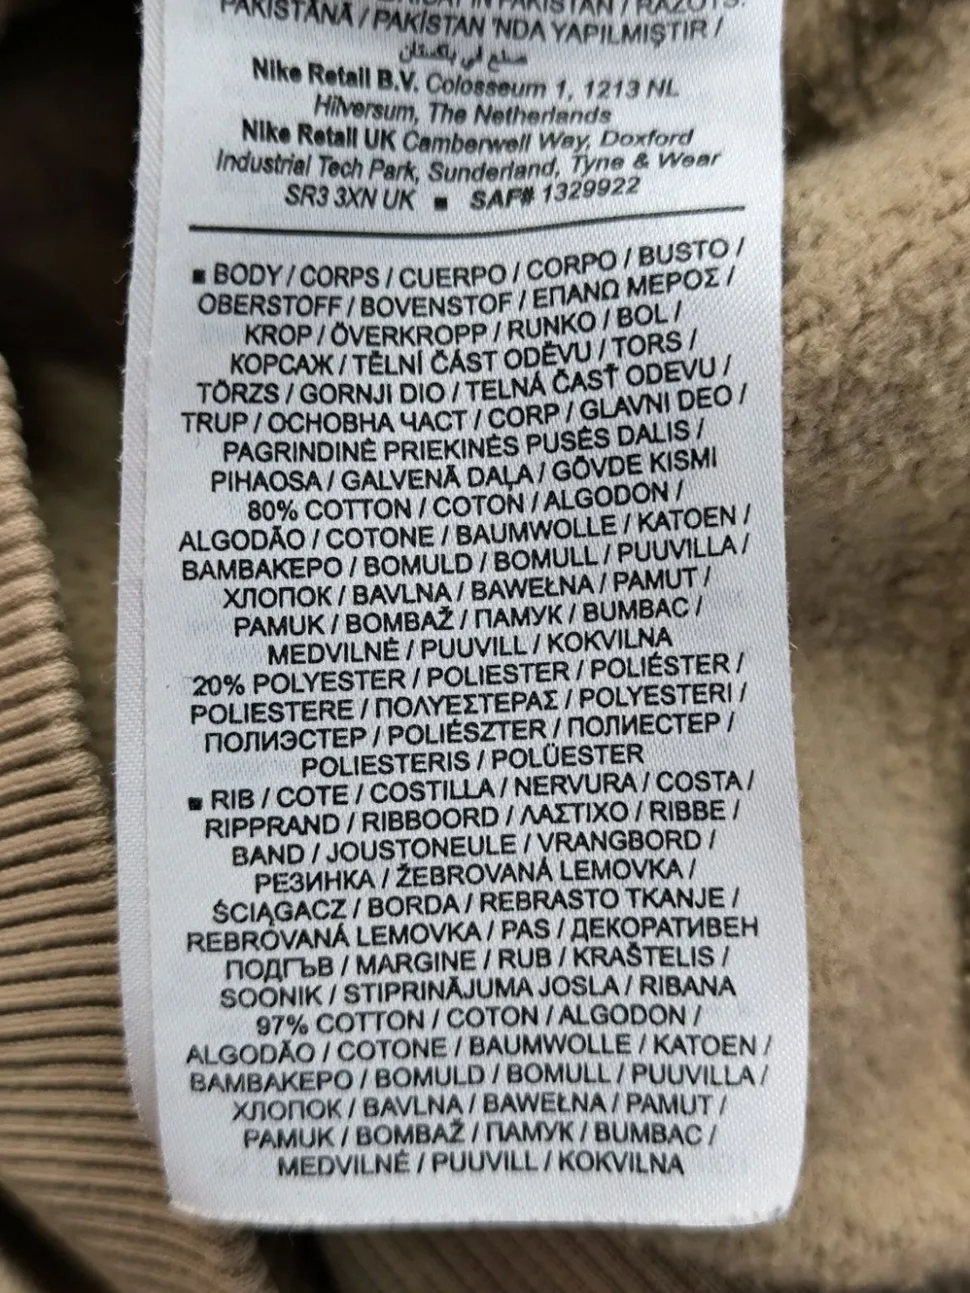 PAKISTĀNĀ / PAKİSTAN 'NDA YAPILMIŞTIR /
صنع في باكستان
Nike Retail B.V. Colosseum 1, 1213 NL
Hilversum, The Netherlands
Nike Retail UK Camberwell Way, Doxford
Industrial Tech Park, Sunderland, Tyne & Wear
SR3 3XN UK ■ SAF# 1329922
■ BODY / CORPS / CUERPO / CORPO / BUSTO /
OBERSTOFF / BOVENSTOF / ΕΠΑΝΩ ΜΕΡΟΣ /
KROP / ÖVERKROPP / RUNKO / BOL /
КОРСАЖ / TĚLNÍ ČÁST ODĚVU / TORS /
TÖRZS / GORNJI DIO / TELNÁ ČASŤ ODEVU /
TRUP / ОСНОВНА ЧАСТ / CORP / GLAVNI DEO /
PAGRINDINĖ PRIEKINĖS PUSĖS DALIS /
PIHAOSA / GALVENĀ DAĻA / GÖVDE KISMI
80% COTTON / COTON / ALGODON /
ALGODÃO / COTONE / BAUMWOLLE / KATOEN /
ΒΑΜΒΑΚΕΡΟ / BOMULD / BOMULL / PUUVILLA /
ХЛОПОК / BAVLNA / BAWEŁNA / PAMUT /
PAMUK / BOMBAŽ / ПАМУК / BUMBAC /
MEDVILNĖ / PUUVILL / KOKVILNA
20% POLYESTER / POLIESTER / POLIÉSTER /
POLIESTERE / ΠΟΛΥΕΣΤΕΡΑΣ / POLYESTERI /
ПОЛИЭСТЕР / POLIÉSZTER / ПОЛИЕСТЕР /
POLIESTERIS / POLÜESTER
■ RIB / COTE / COSTILLA / NERVURA / COSTA /
RIPPRAND / RIBBOORD / ΛΑΣΤΙΧΟ / RIBBE /
BAND / JOUSTONEULE / VRANGBORD /
РЕЗИНКА / ŽEBROVANÁ LEMOVKA /
ŚCIĄGACZ / BORDA / REBRASTO TKANJE /
REBROVANÁ LEMOVKA / PAS / ДЕКОРАТИВЕН
ПОДГЪВ / MARGINE / RUB / KRAŠTELIS /
SOONIK / STIPRINĀJUMA JOSLA / RIBANA
97% COTTON / COTON / ALGODON /
ALGODÃO / COTONE / BAUMWOLLE / KATOEN /
ΒΑΜΒΑΚΕΡΟ / BOMULD / BOMULL / PUUVILLA /
ХЛОПОК / BAVLNA / BAWEŁNA / PAMUT /
PAMUK / BOMBAŽ / ПАМУК / BUMBAC /
MEDVILNĖ / PUUVILL / KOKVILNA